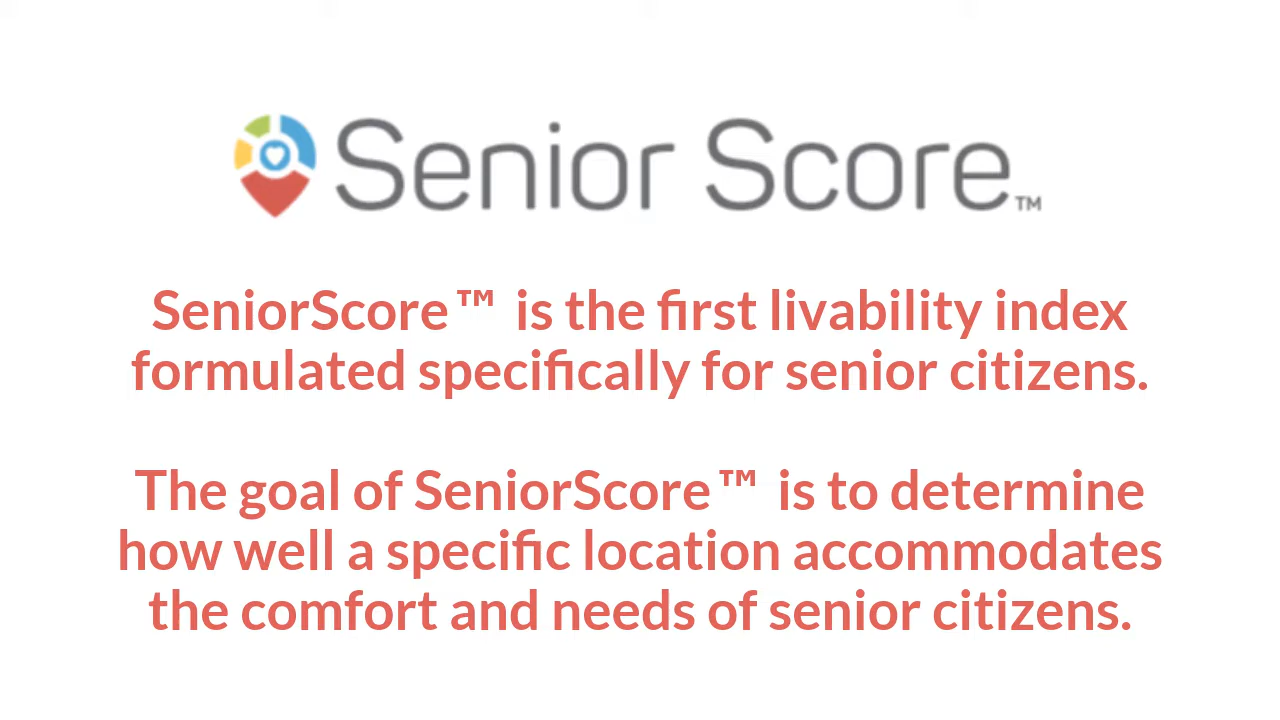 Senior Score™
SeniorScore™ is the first livability index
formulated specifically for senior citizens.
The goal of SeniorScore™ is to determine
how well a specific location accommodates
the comfort and needs of senior citizens.